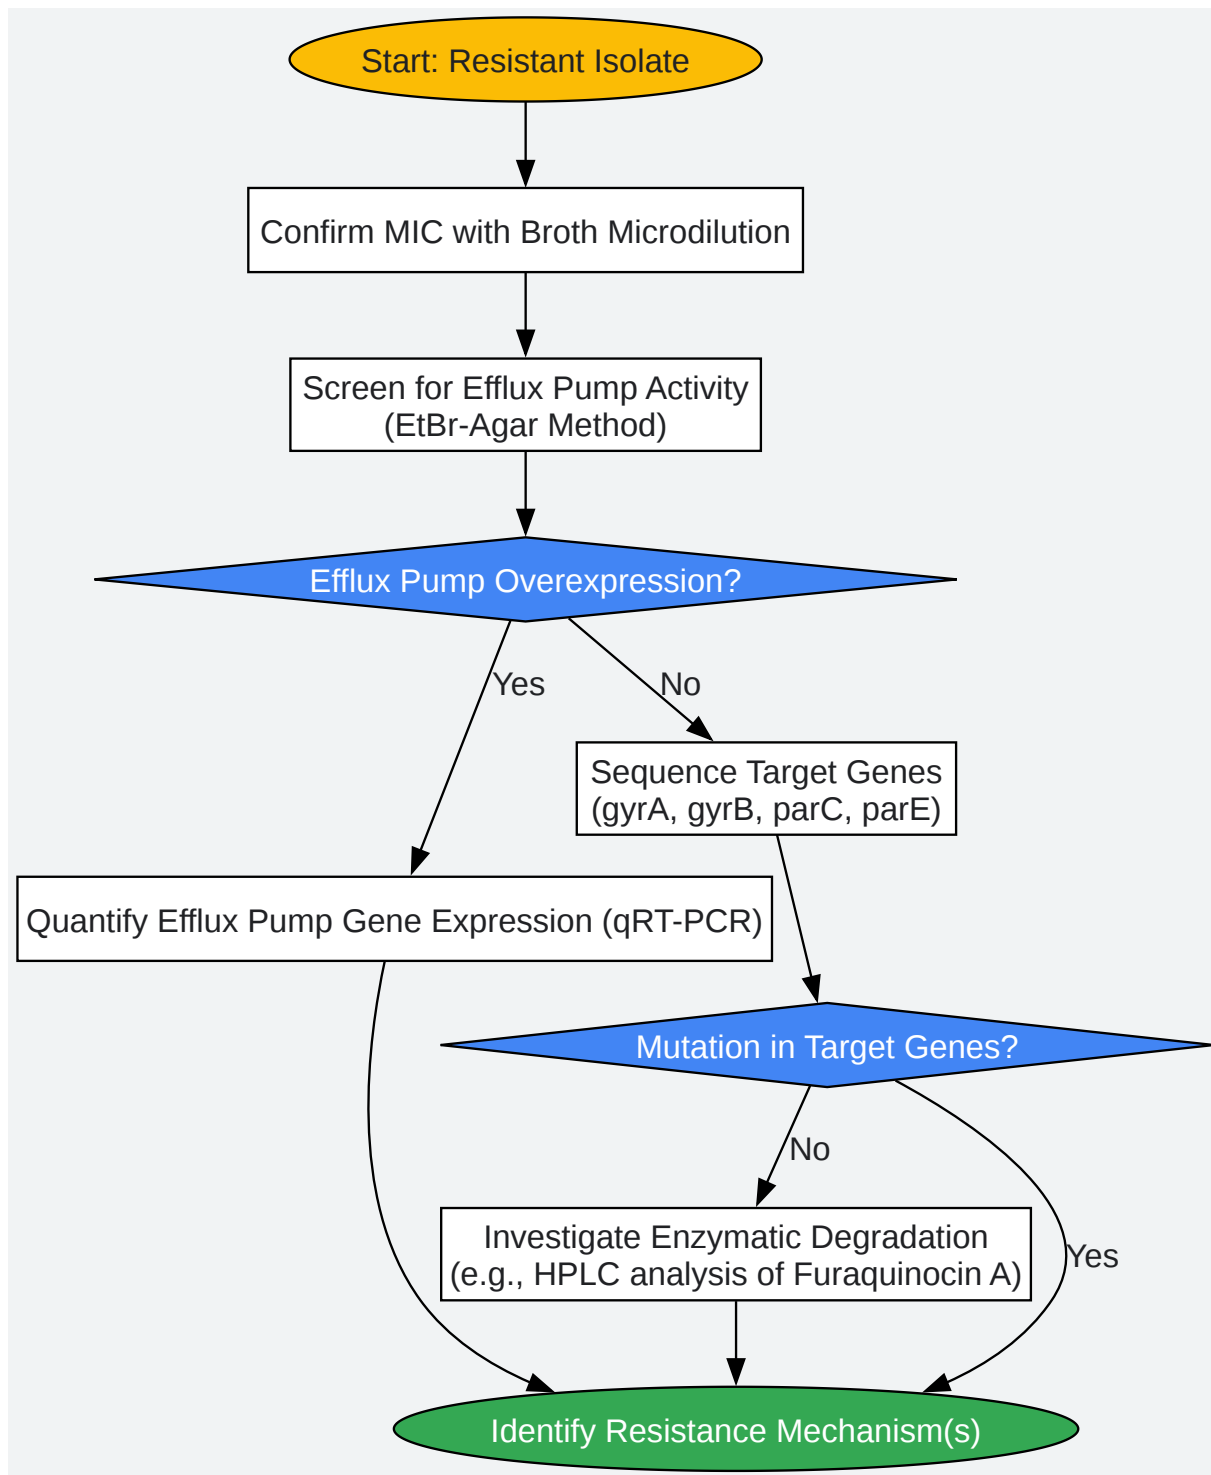 Start: Resistant Isolate
Confirm MIC with Broth Microdilution
Screen for Efflux Pump Activity
(EtBr-Agar Method)
Efflux Pump Overexpression?
Yes
No
Sequence Target Genes
(gyrA, gyrB, parC, parE)
Quantify Efflux Pump Gene Expression (qRT-PCR)
Mutation in Target Genes?
No
Investigate Enzymatic Degradation
(e.g., HPLC analysis of Furaquinocin A)
Yes
Identify Resistance Mechanism(s)